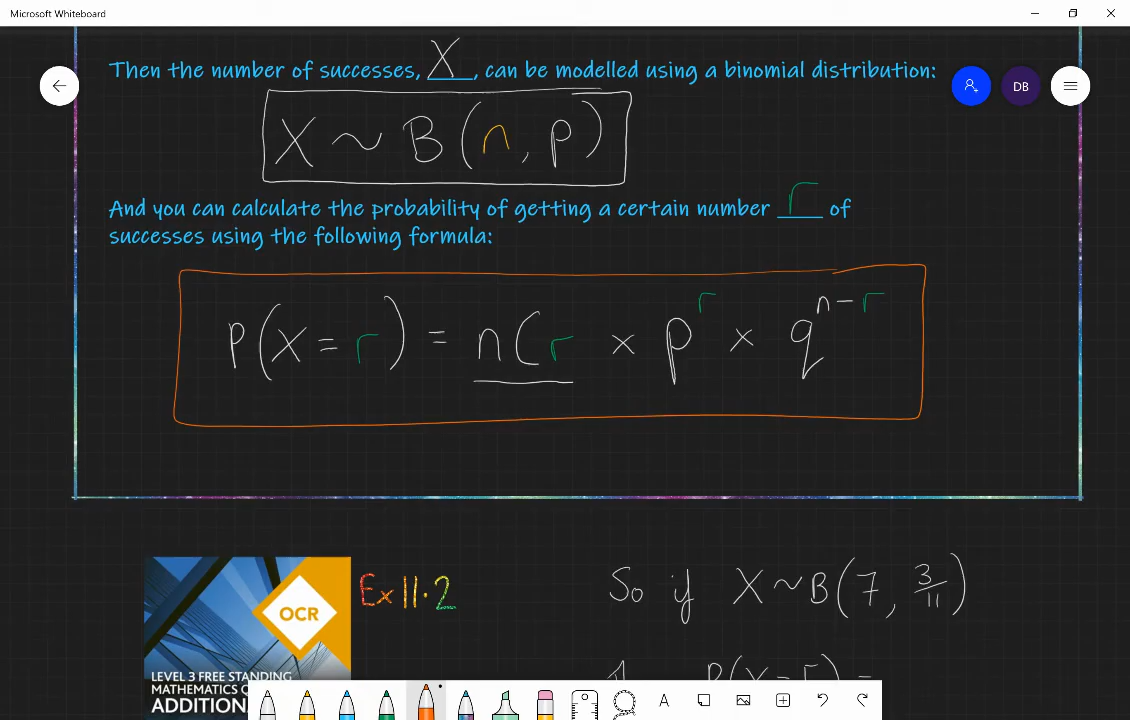 Microsoft Whiteboard
Then the number of successes, X, can be modelled using a binomial distribution:
DB
X ~ B(n, p)
And you can calculate the probability of getting a certain number r of
successes using the following formula:
P(X = r) = nCr × p^r × q^(n-r)
Ex 11.2
So if X ~ B(7, 3/11)
OCR
P(X = 5) =
LEVEL 3 FREE STANDING
MATHEMATICS Q
ADDITIONA
A